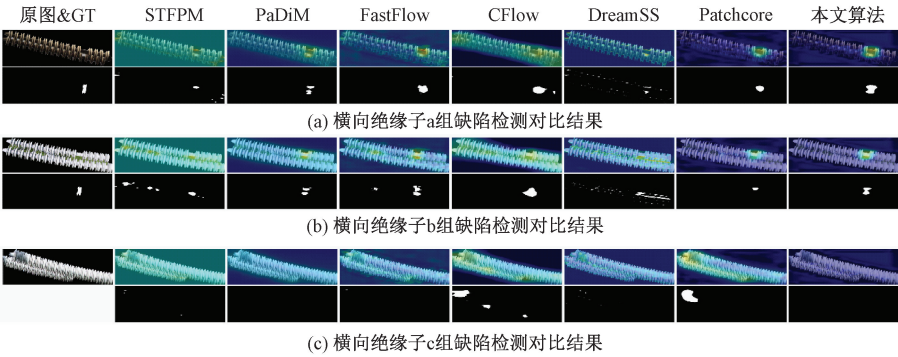 原图&GT STFPM PaDiM FastFlow CFlow DreamSS Patchcore 本文算法
(a) 横向绝缘子a组缺陷检测对比结果
(b) 横向绝缘子b组缺陷检测对比结果
(c) 横向绝缘子c组缺陷检测对比结果